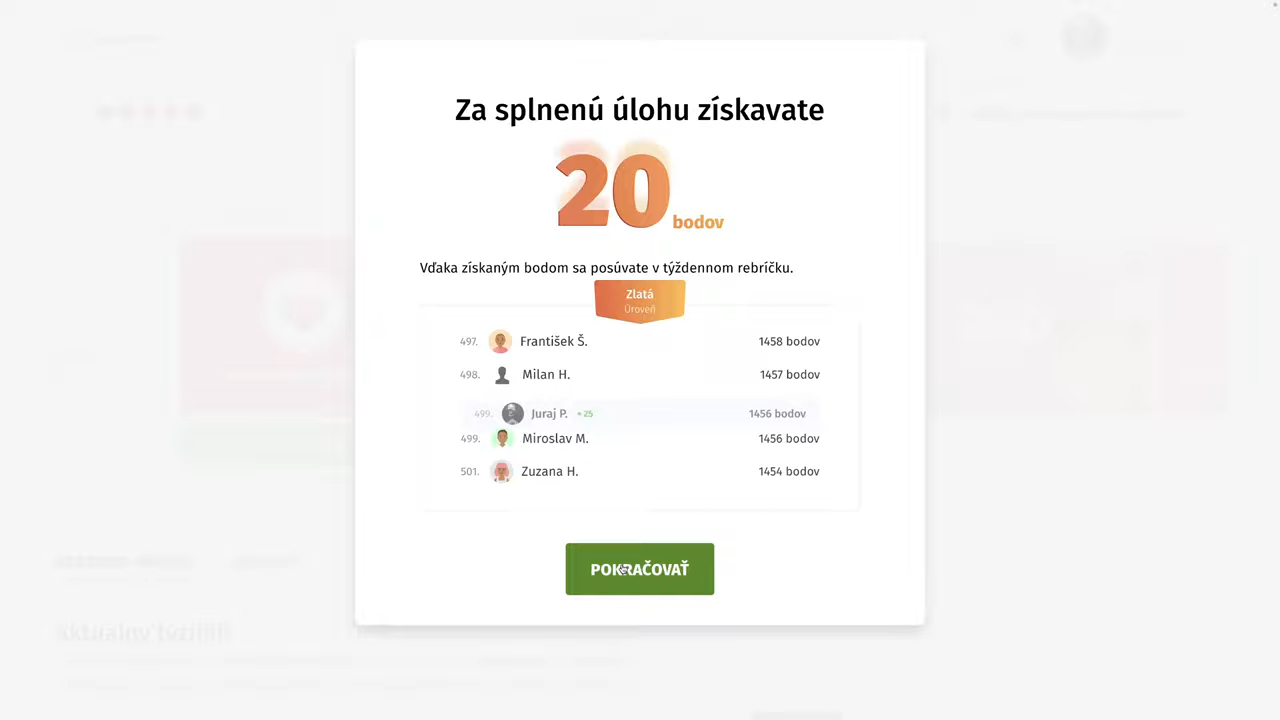 Za splnenú úlohu získavate
20 bodov
Vďaka získaným bodom sa posúvate v týždennom rebríčku.
Zlatá
Úroveň
497. František Š. 1458 bodov
498. Milan H. 1457 bodov
499. Juraj P. +25 1456 bodov
499. Miroslav M. 1456 bodov
501. Zuzana H. 1454 bodov
POKRAČOVAŤ